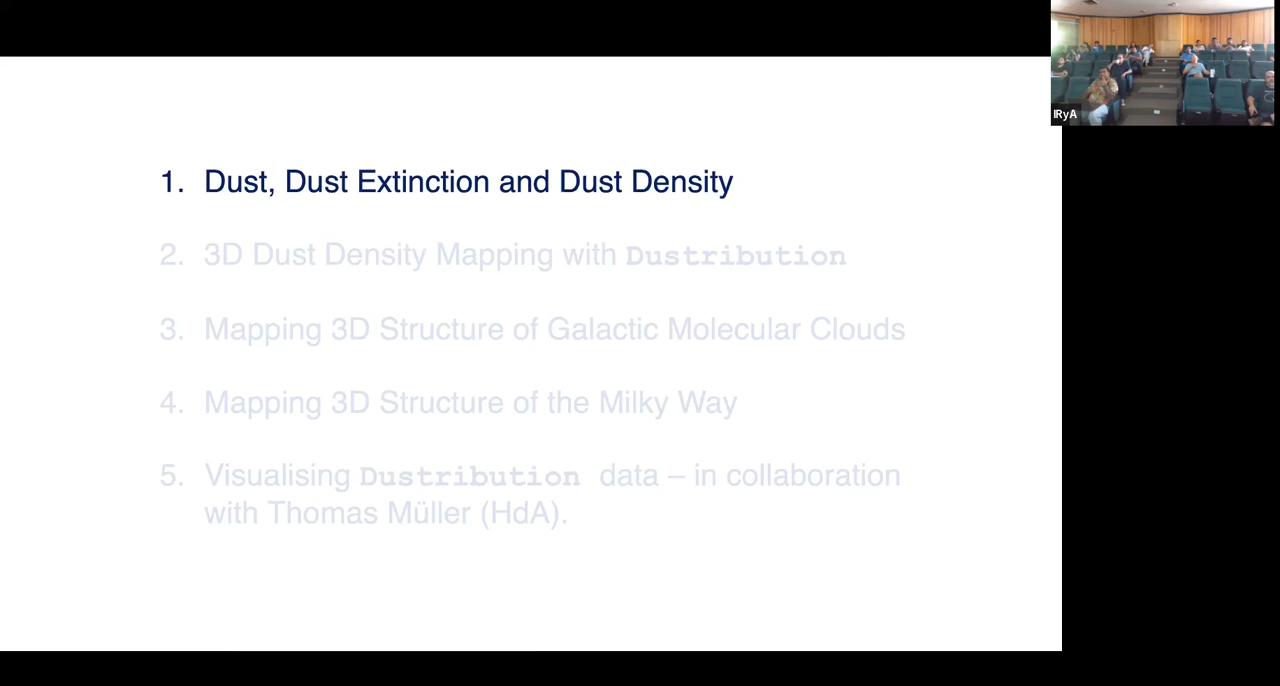 IRyA
1. Dust, Dust Extinction and Dust Density
2. 3D Dust Density Mapping with Dustribution
3. Mapping 3D Structure of Galactic Molecular Clouds
4. Mapping 3D Structure of the Milky Way
5. Visualising Dustribution data – in collaboration
with Thomas Müller (HdA).